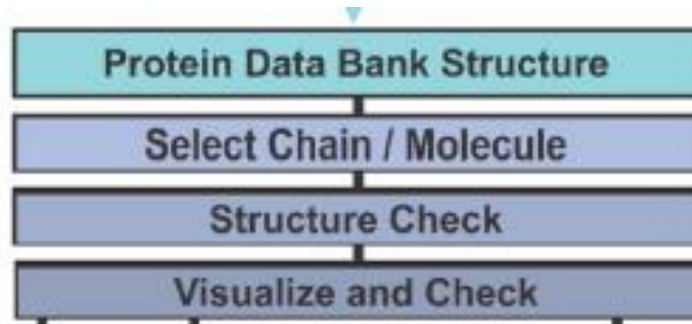 Protein Data Bank Structure
Select Chain / Molecule
Structure Check
Visualize and Check